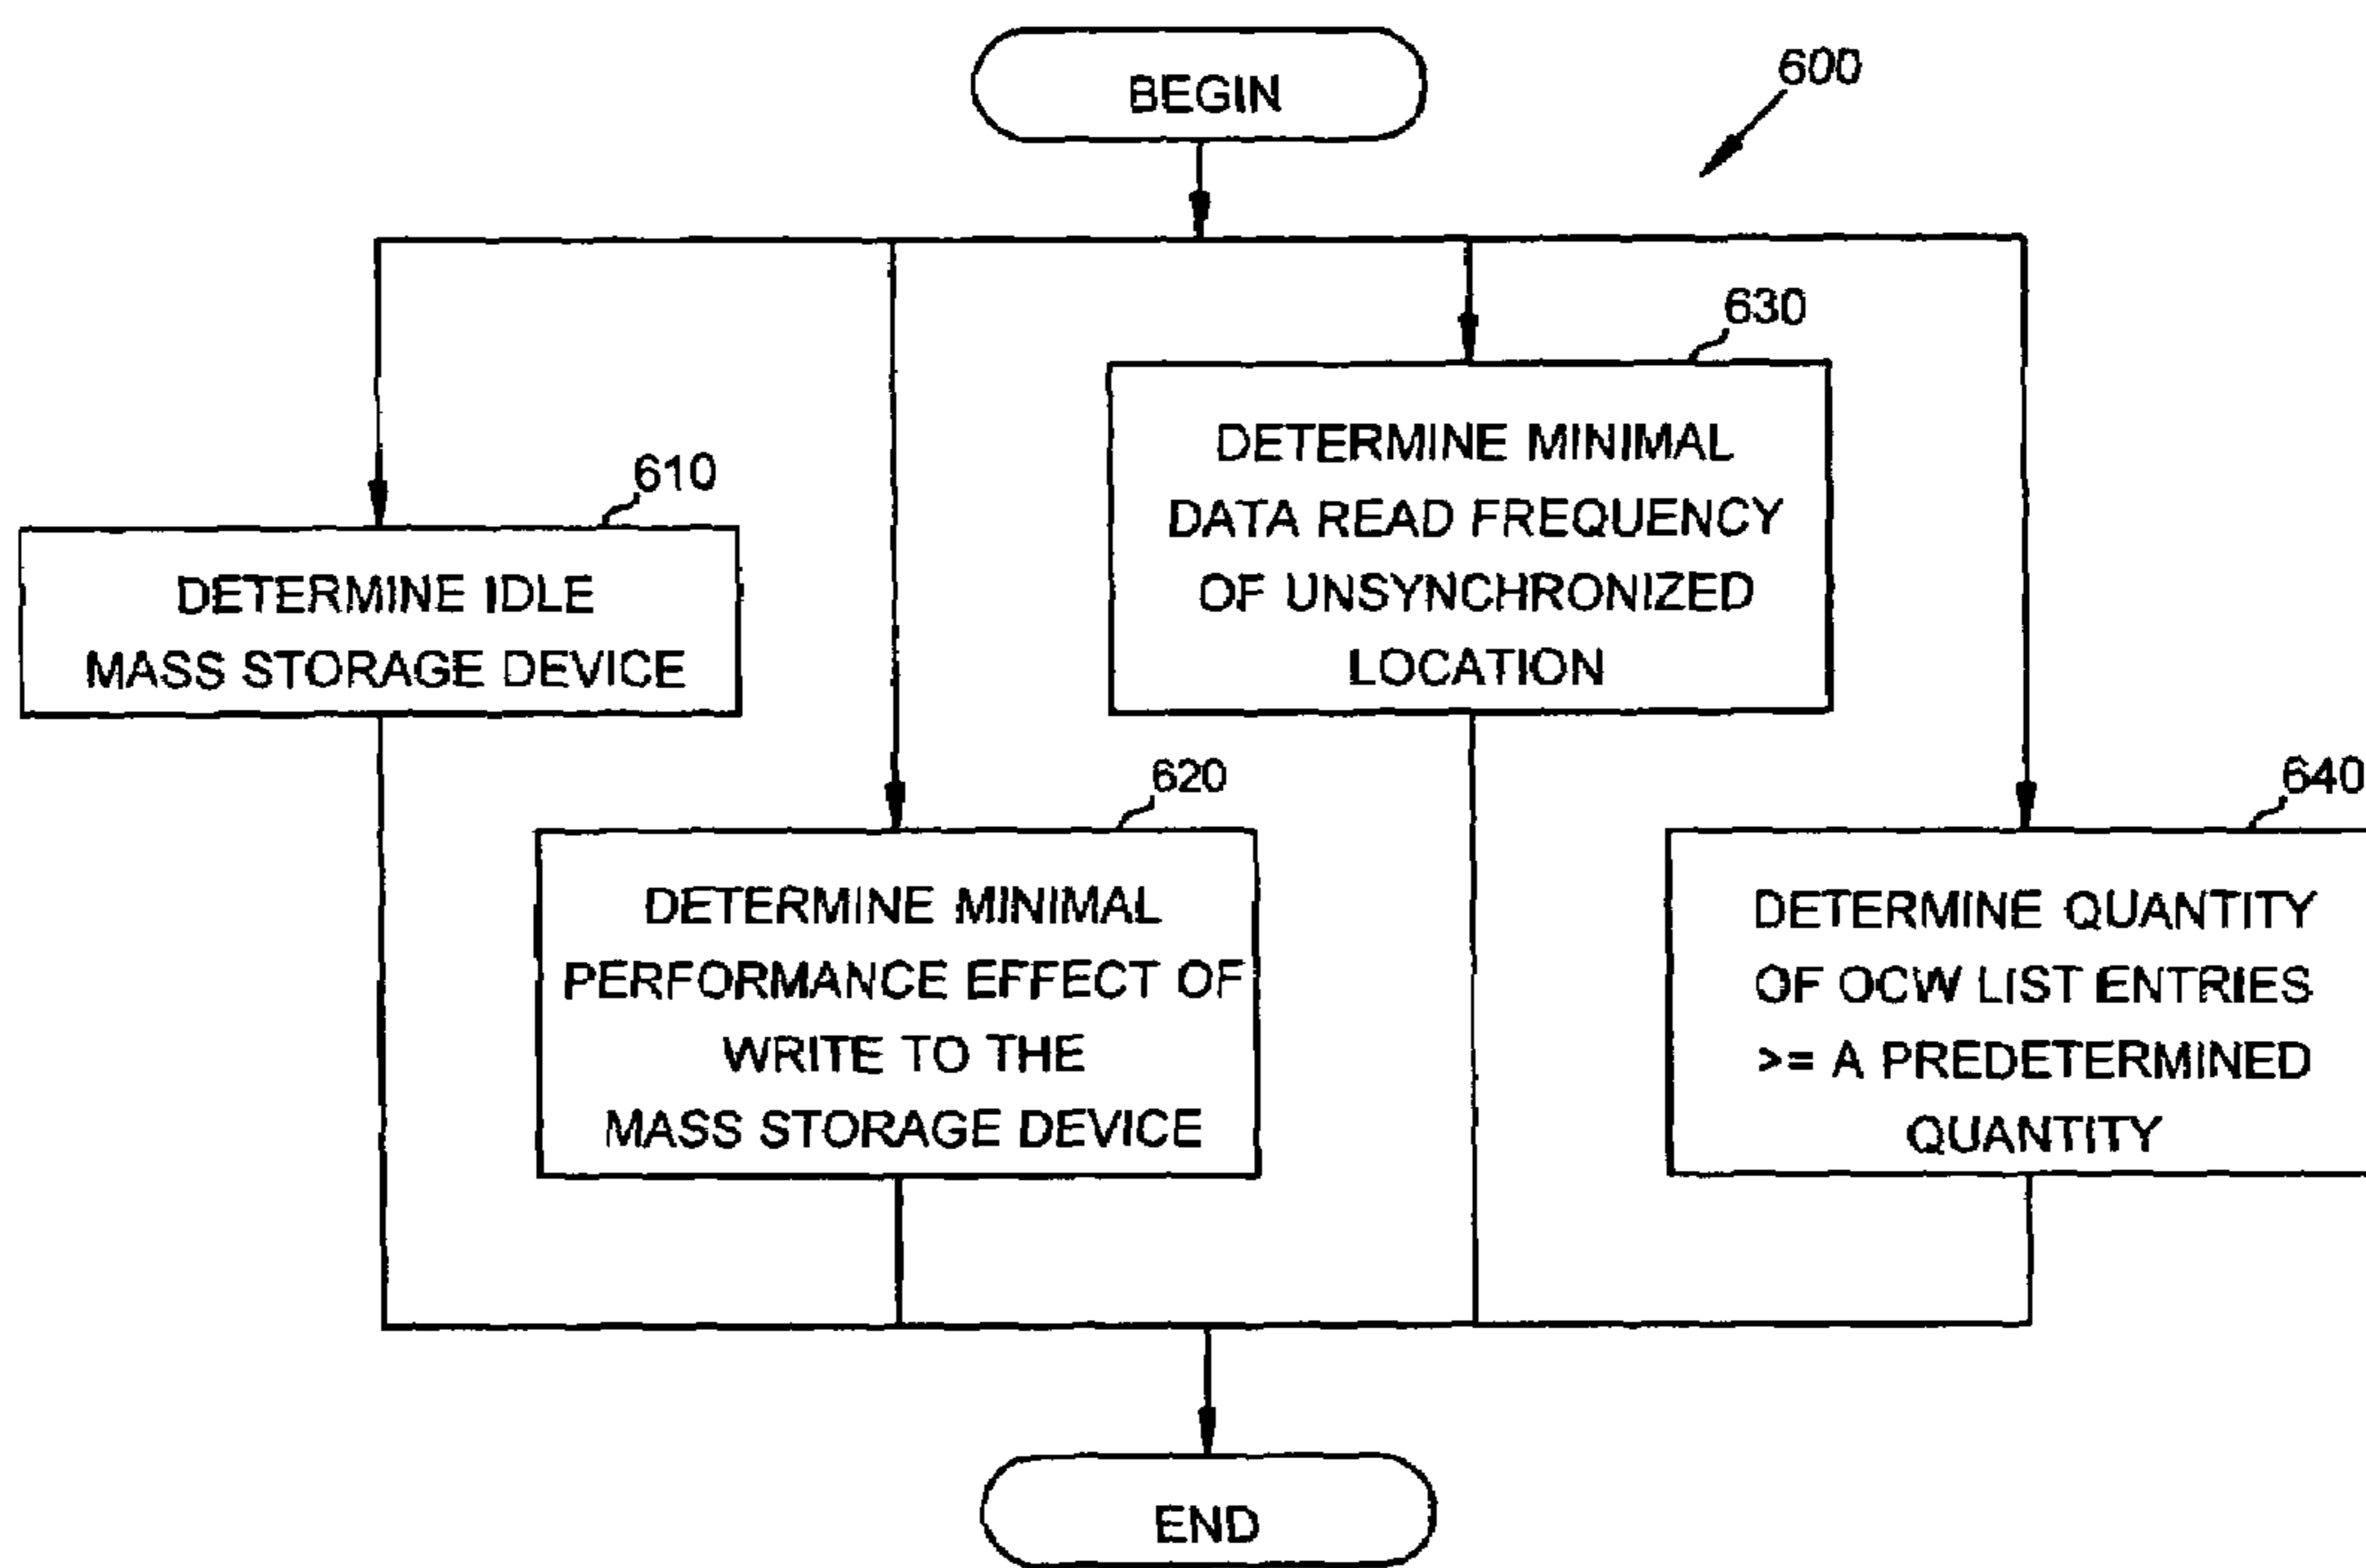 BEGIN
600
630
DETERMINE MINIMAL
DATA READ FREQUENCY
OF UNSYNCHRONIZED
LOCATION
610
DETERMINE IDLE
MASS STORAGE DEVICE
620
DETERMINE MINIMAL
PERFORMANCE EFFECT OF
WRITE TO THE
MASS STORAGE DEVICE
640
DETERMINE QUANTITY
OF OCW LIST ENTRIES
>= A PREDETERMINED
QUANTITY
END